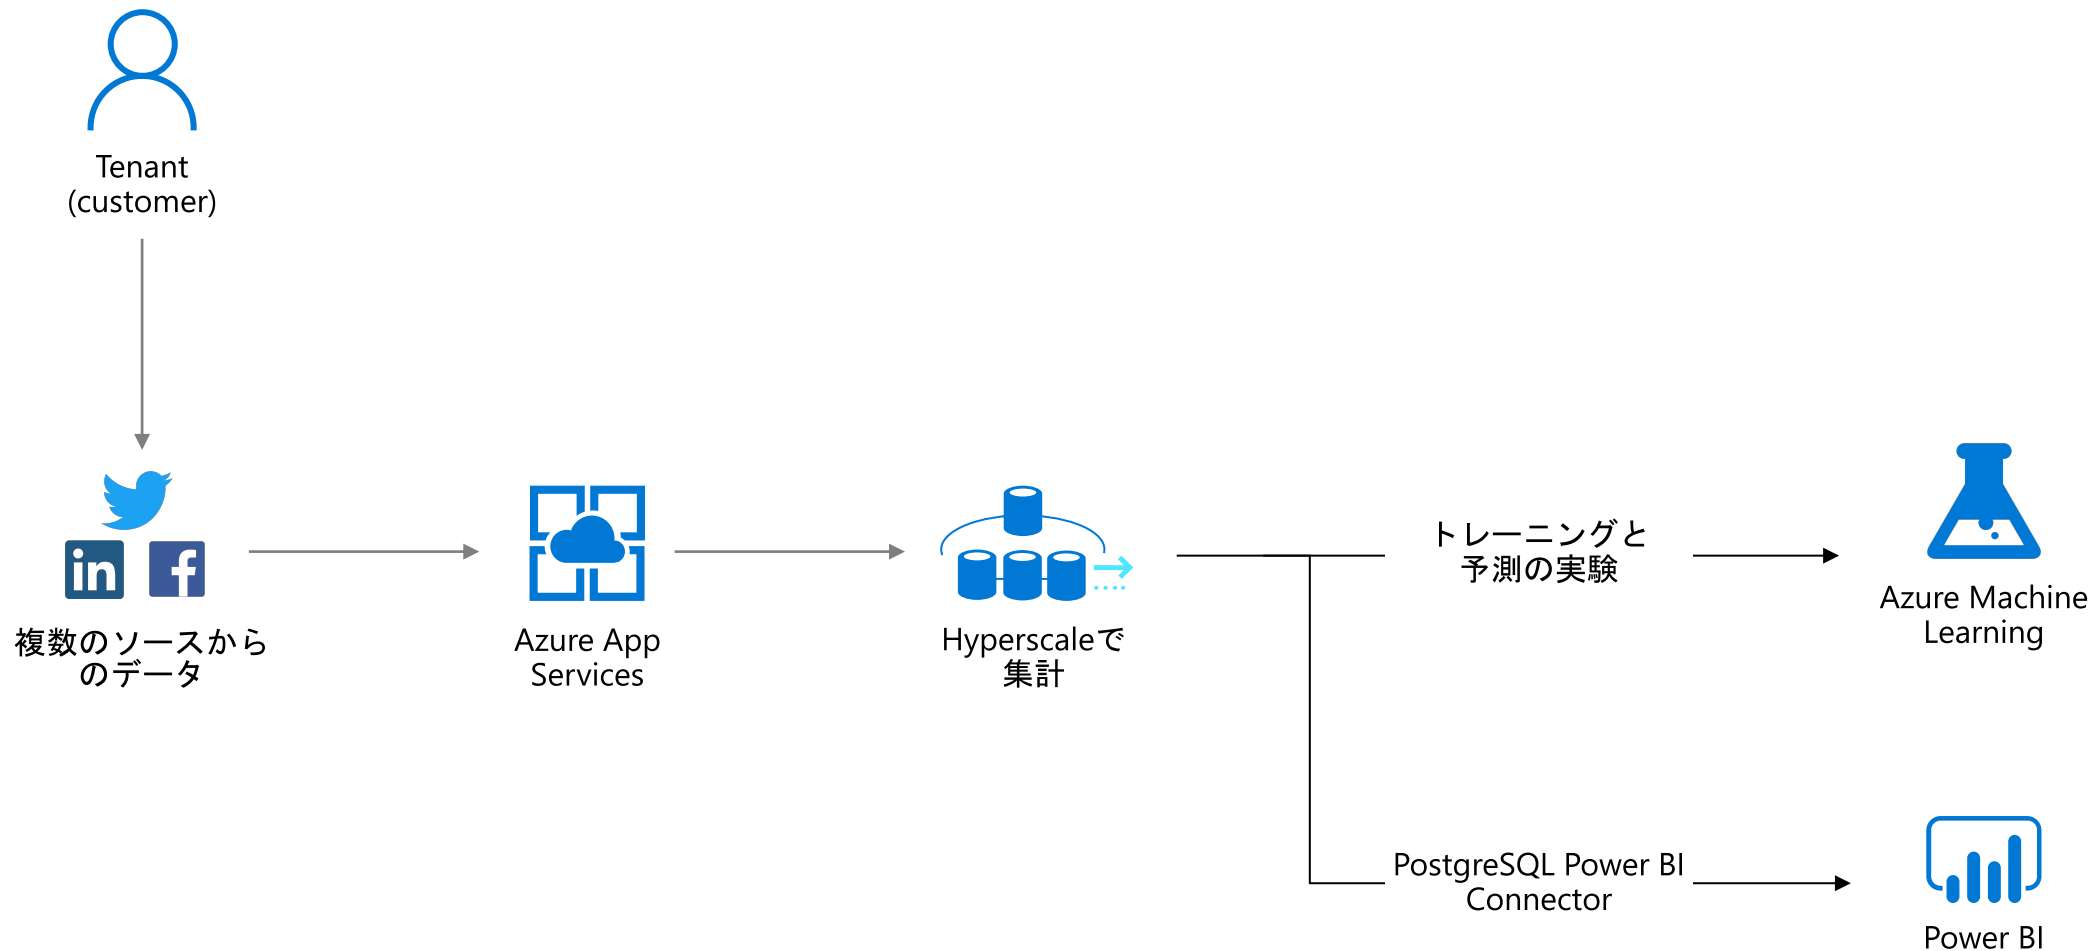 Tenant
(customer)
複数のソースから
のデータ
Azure App
Services
Hyperscaleで
集計
トレーニングと
予測の実験
Azure Machine
Learning
PostgreSQL Power BI
Connector
Power BI